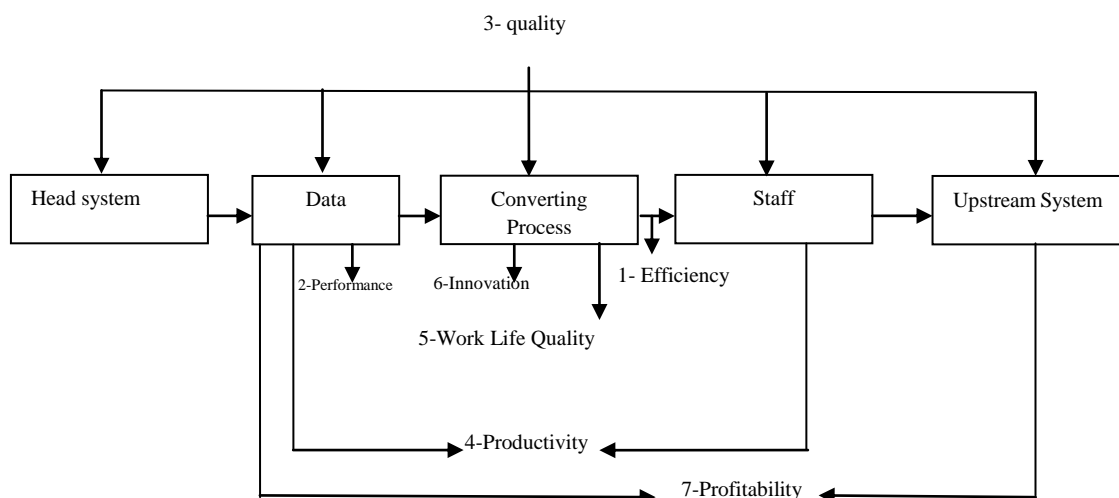 3- quality
Head system
Data
Converting
Process
Staff
Upstream System
2-Performance
6-Innovation
1- Efficiency
5-Work Life Quality
4-Productivity
7-Profitability